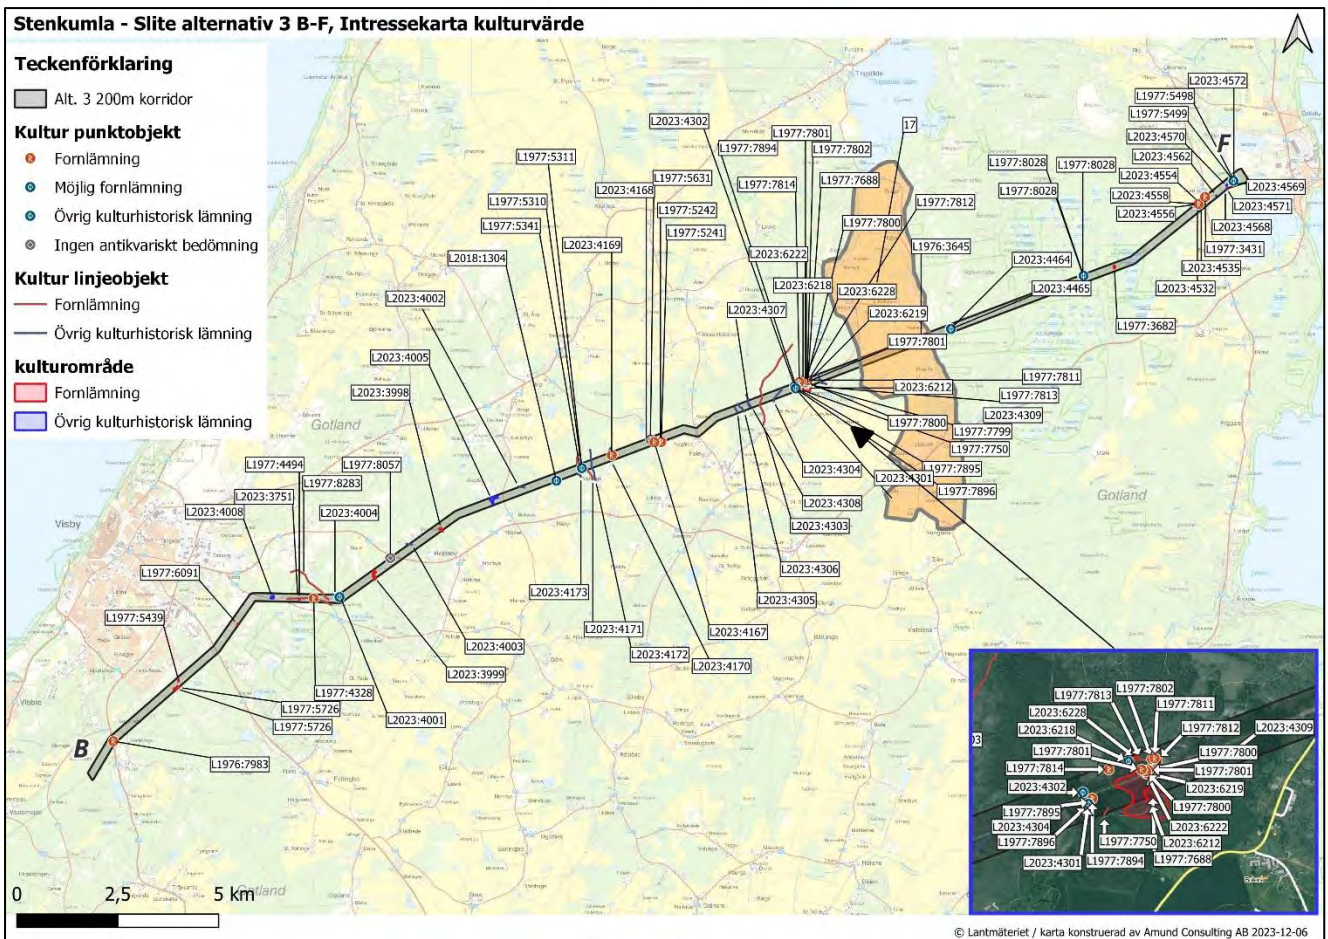 Stenkumla - Slite alternativ 3 B-F, Intressekarta kulturvärde
Teckenförklaring
Alt. 3 200m korridor
Kultur punktobjekt
Fornlämning
Möjlig fornlämning
Övrig kulturhistorisk lämning
Ingen antikvariskt bedömning
Kultur linjeobjekt
Fornlämning
Övrig kulturhistorisk lämning
kulturområde
Fornlämning
Övrig kulturhistorisk lämning
L2023:4572
L1977:5498
L1977:5499
L2023:4570
L2023:4562
L2023:4554
L2023:4558
L2023:4556
F
L2023:4569
L2023:4571
L2023:4568
L1977:3431
L2023:4535
L2023:4532
L2023:4302
L1977:7801
L1977:7894
L1977:7802
17
L1977:8028
L1977:8028
L1977:8028
L1977:5311
L2023:4168
L1977:5631
L1977:7814
L1977:7688
L1977:5310
L1977:5242
L1977:7812
L1977:5341
L1977:5241
L1977:7800
L2023:4169
L2018:1304
L2023:6222
L1976:3645
L2023:4464
L2023:4002
L2023:6218
L2023:6228
L2023:4465
L2023:4307
L2023:6219
L1977:3682
L2023:4005
L1977:7801
L2023:3998
L1977:7811
L2023:6212
L1977:7813
L2023:4309
L1977:7800
L1977:7799
L1977:7750
Gotland
L1977:4494
L1977:8057
L2023:4304
L1977:7895
L1977:8283
L2023:4301
L1977:7896
L2023:3751
L2023:4008
L2023:4004
L2023:4308
Gotland
Visby
L2023:4303
L1977:6091
L2023:4306
L2023:4173
L2023:4305
L1977:5439
L2023:4171
L2023:4167
L2023:4003
L2023:4172
L2023:4170
L2023:3999
L1977:4328
L1977:5726
L1977:5726
L2023:4001
Vibble
B
L1976:7983
L1977:7802
L1977:7813
L1977:7811
L2023:6228
L1977:7812
L2023:4309
L2023:6218
L1977:7801
L1977:7800
L1977:7814
L1977:7801
L2023:4302
L2023:6219
L1977:7895
L1977:7800
L2023:4304
L2023:6222
L1977:7896
L1977:7750
L2023:6212
L2023:4301
L1977:7894
L1977:7688
0 2,5 5 km
Gotland
© Lantmäteriet / karta konstruerad av Amund Consulting AB 2023-12-06